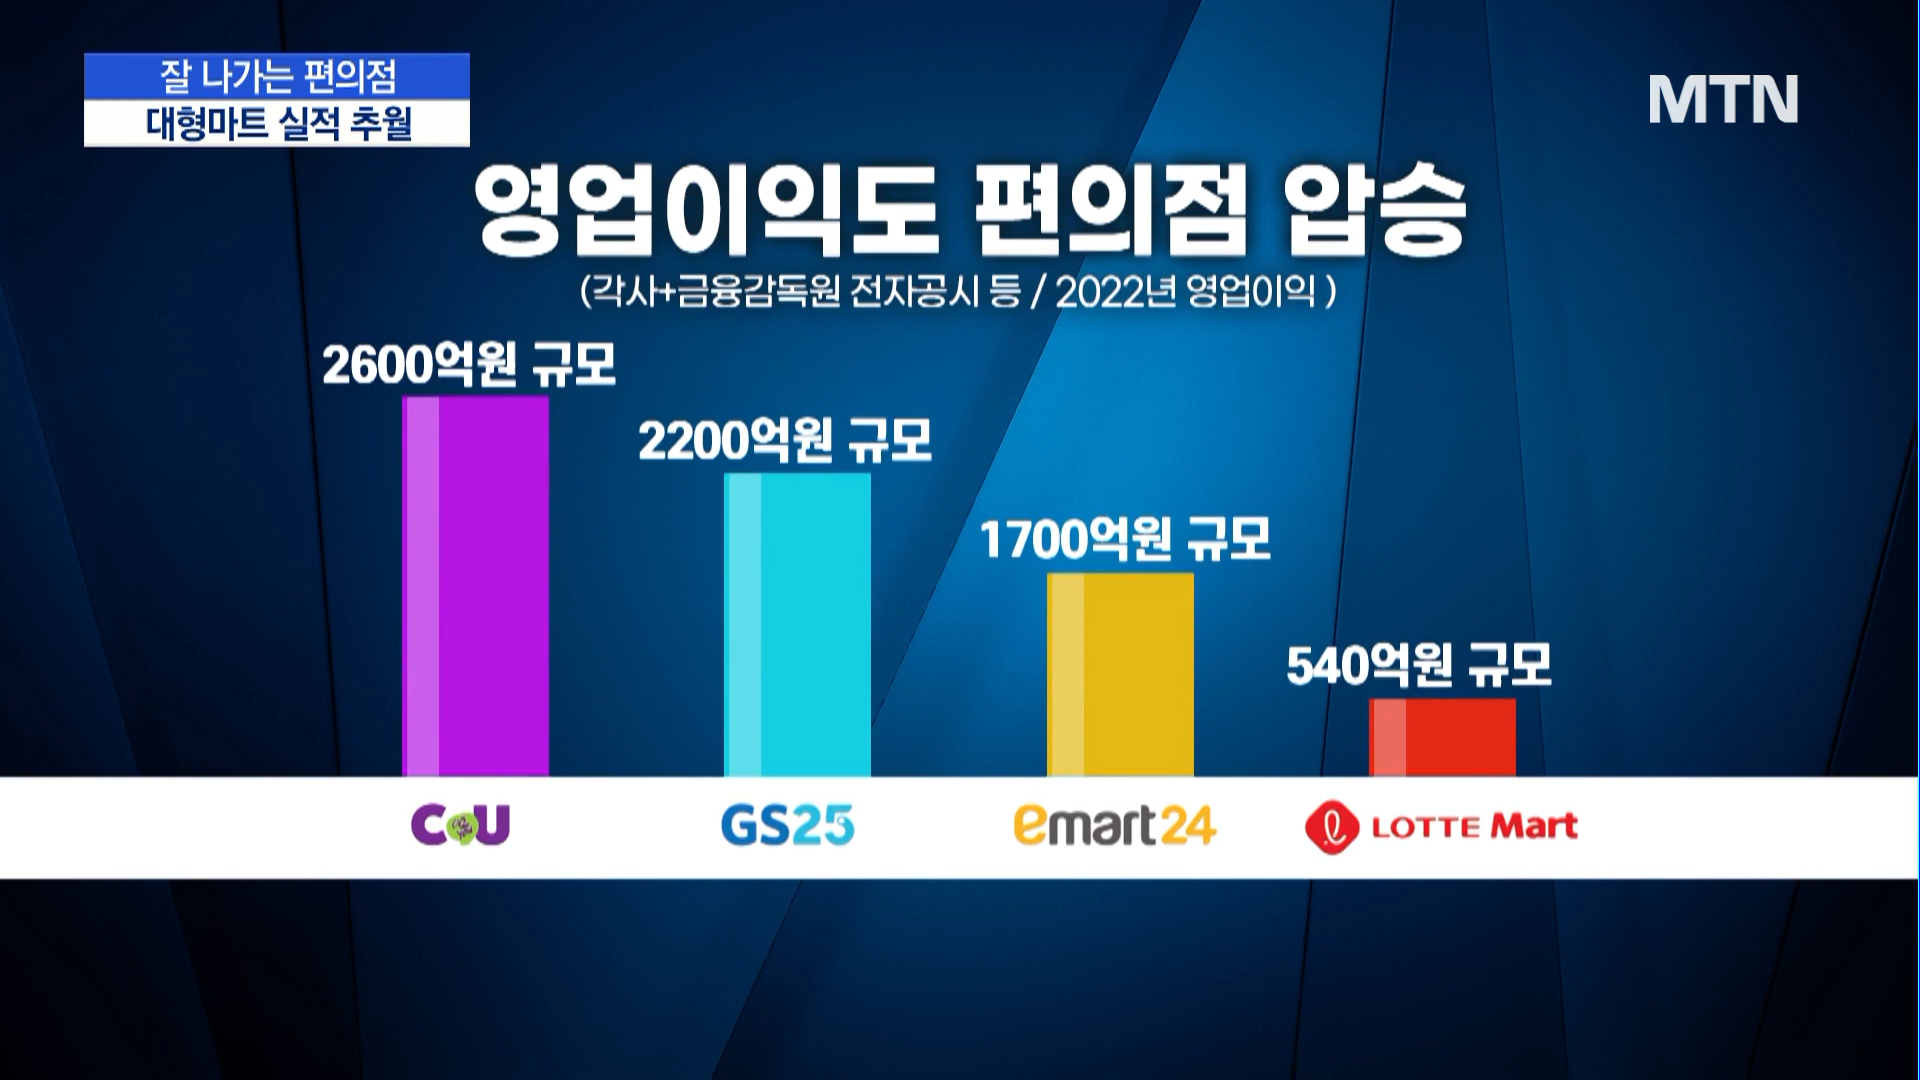 잘 나가는 편의점
대형마트 실적 추월
MTN
영업이익도 편의점 압승
(각사+금융감독원 전자공시 등 / 2022년 영업이익 )
2600억원 규모
2200억원 규모
1700억원 규모
540억원 규모
CU
GS25
emart24
LOTTE Mart